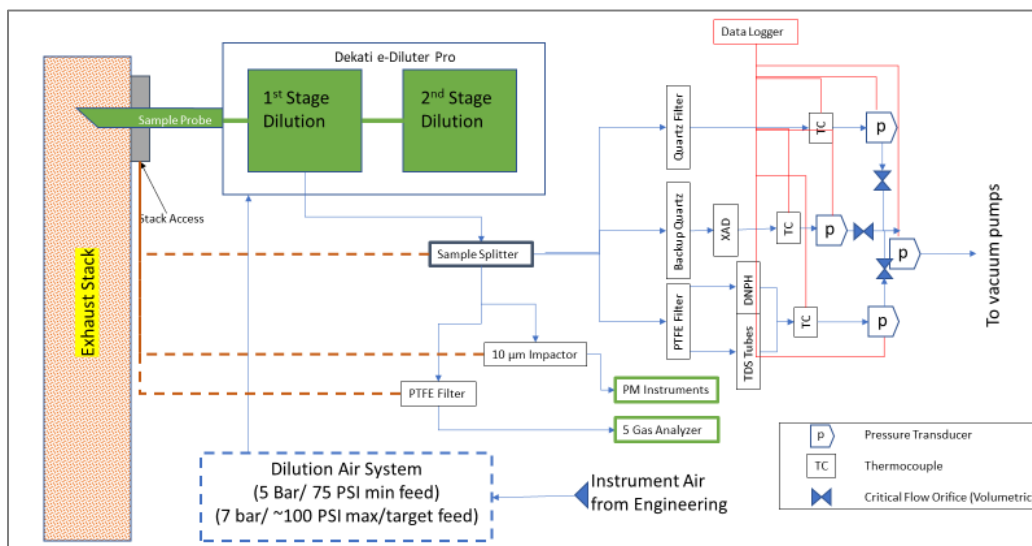 Data Logger
Dekati e-Diluter Pro
1st Stage
Dilution
2nd Stage
Dilution
Sample Probe
Stack Access
Exhaust Stack
Quartz Filter
TC
p
Backup Quartz
XAD
TC
p
p
Sample Splitter
PTFE Filter
DNPH
TDS Tubes
TC
p
To vacuum pumps
10 µm Impactor
PTFE Filter
PM Instruments
5 Gas Analyzer
Dilution Air System
(5 Bar/ 75 PSI min feed)
(7 bar/ ~100 PSI max/target feed)
Instrument Air
from Engineering
p Pressure Transducer
TC Thermocouple
Critical Flow Orifice (Volumetric